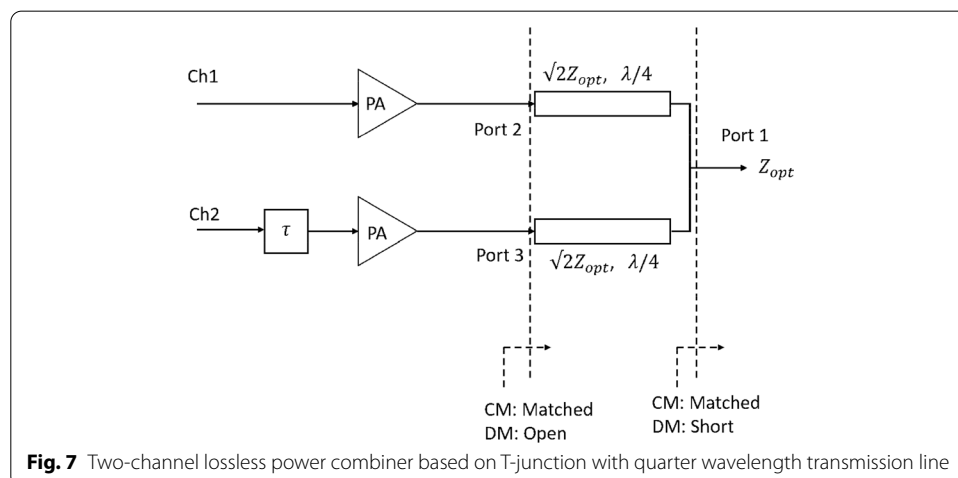 Ch1
PA
Port 2
√2Z_opt, λ/4
Port 1
Z_opt
Ch2
τ
PA
Port 3
√2Z_opt, λ/4
CM: Matched
DM: Open
CM: Matched
DM: Short
Fig. 7 Two-channel lossless power combiner based on T-junction with quarter wavelength transmission line